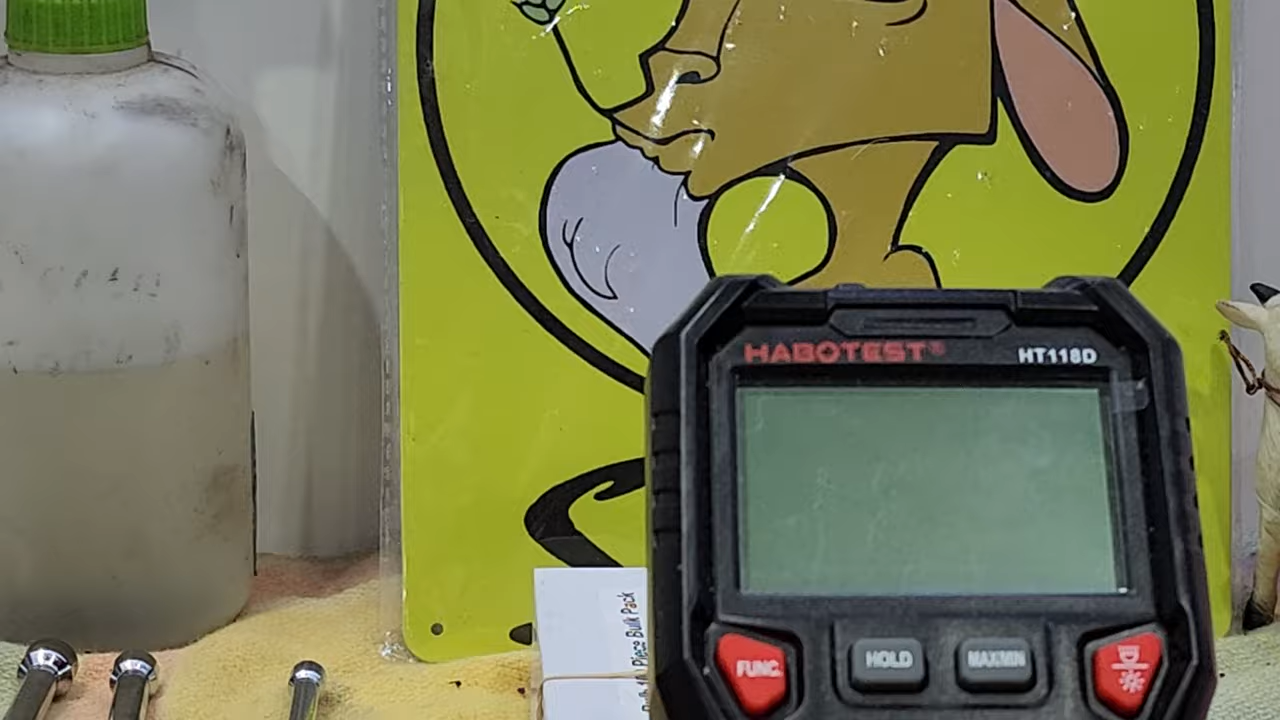 HABOTEST®
HT118D
Piece Bulk Pack
FUNC.
HOLD
MAX/MIN